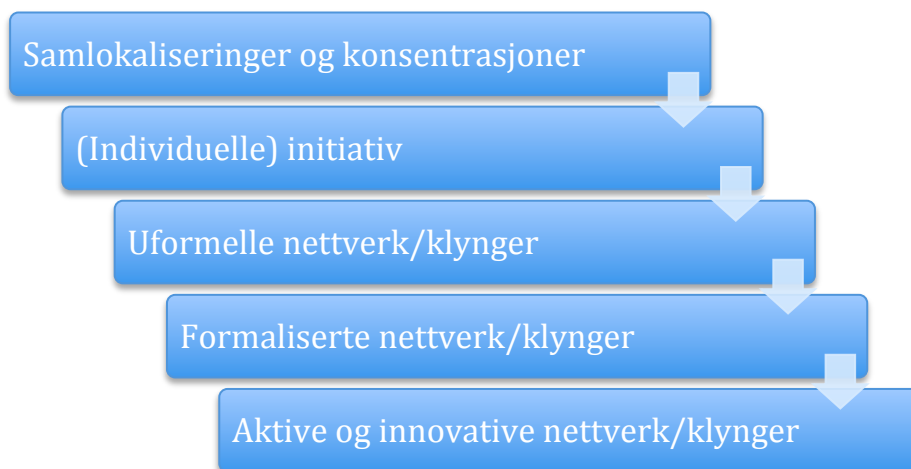 Samlokaliseringer og konsentrasjoner
(Individuelle) initiativ
Uformelle nettverk/klynger
Formaliserte nettverk/klynger
Aktive og innovative nettverk/klynger